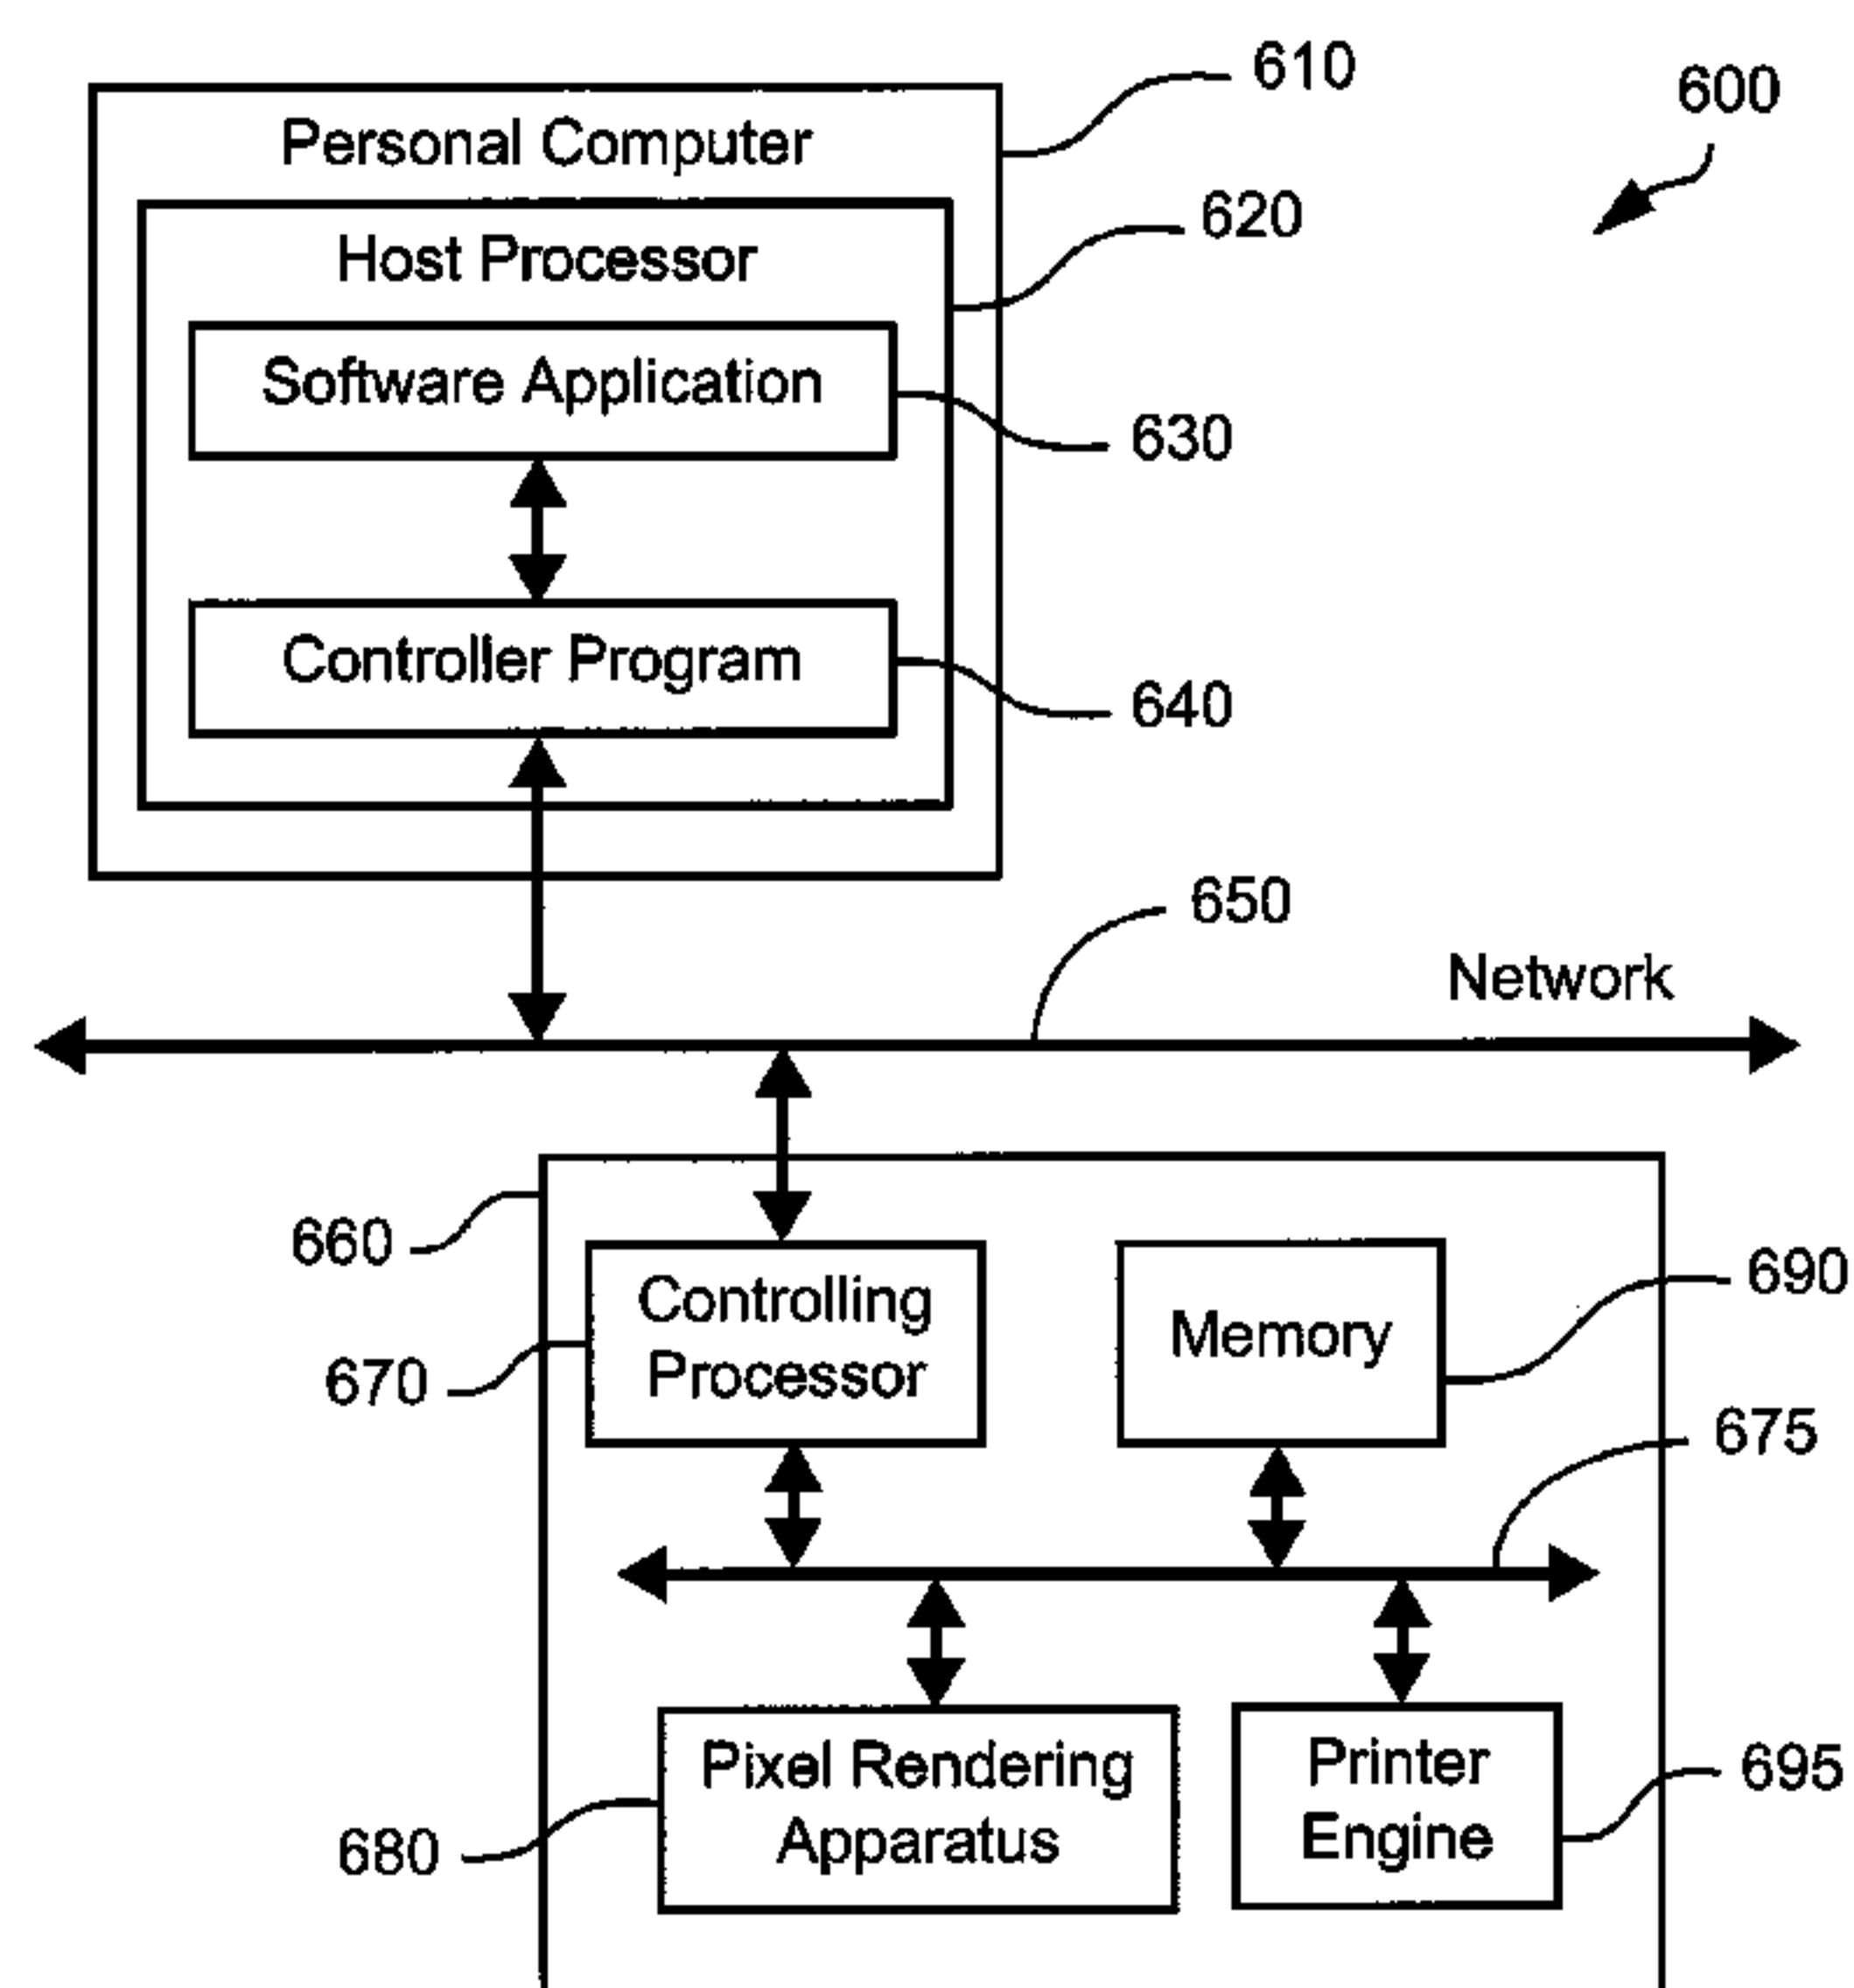 610
600
Personal Computer
620
Host Processor
Software Application
630
Controller Program
640
650
Network
660
Controlling
Processor
670
Memory
690
675
Pixel Rendering
Apparatus
680
Printer
Engine
695